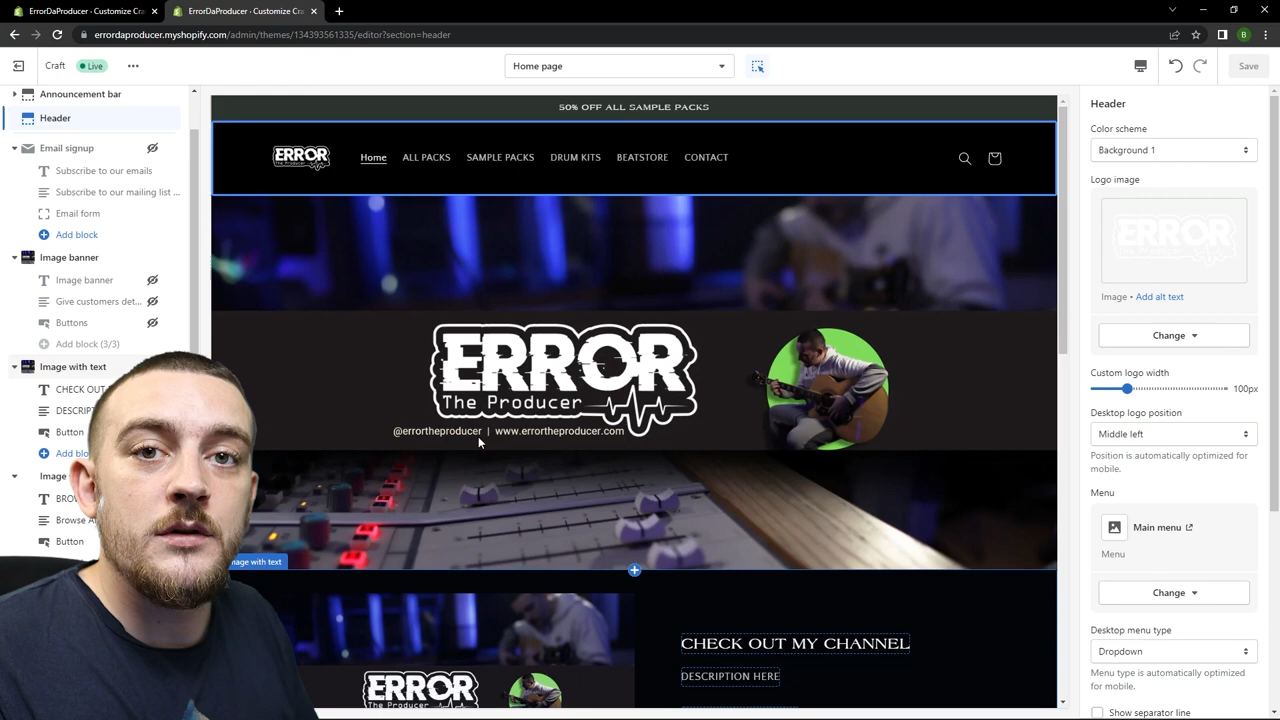 ErrorDaProducer - Customize Cra
ErrorDaProducer - Customize Cra
errordaproducer.myshopify.com/admin/themes/134393561335/editor?section=header
B
Craft
Live
Home page
Save
Announcement bar
Header
Email signup
Subscribe to our emails
Subscribe to our mailing list ...
Email form
Add block
Image banner
Image banner
Give customers det...
Buttons
Add block (3/3)
Image with text
CHECK OUT
DESCRIPT
Button
Add blo
Image
BRO
Browse A
Button
50% OFF ALL SAMPLE PACKS
ERROR
The Producer
Home
ALL PACKS
SAMPLE PACKS
DRUM KITS
BEATSTORE
CONTACT
ERROR
The Producer
@errortheproducer | www.errortheproducer.com
mage with text
CHECK OUT MY CHANNEL
DESCRIPTION HERE
ERROR
Header
Color scheme
Background 1
Logo image
ERROR
The Producer
Image • Add alt text
Change
Custom logo width
100px
Desktop logo position
Middle left
Position is automatically optimized for
mobile.
Menu
Main menu
Menu
Change
Desktop menu type
Dropdown
Menu type is automatically optimized
for mobile.
Show separator line